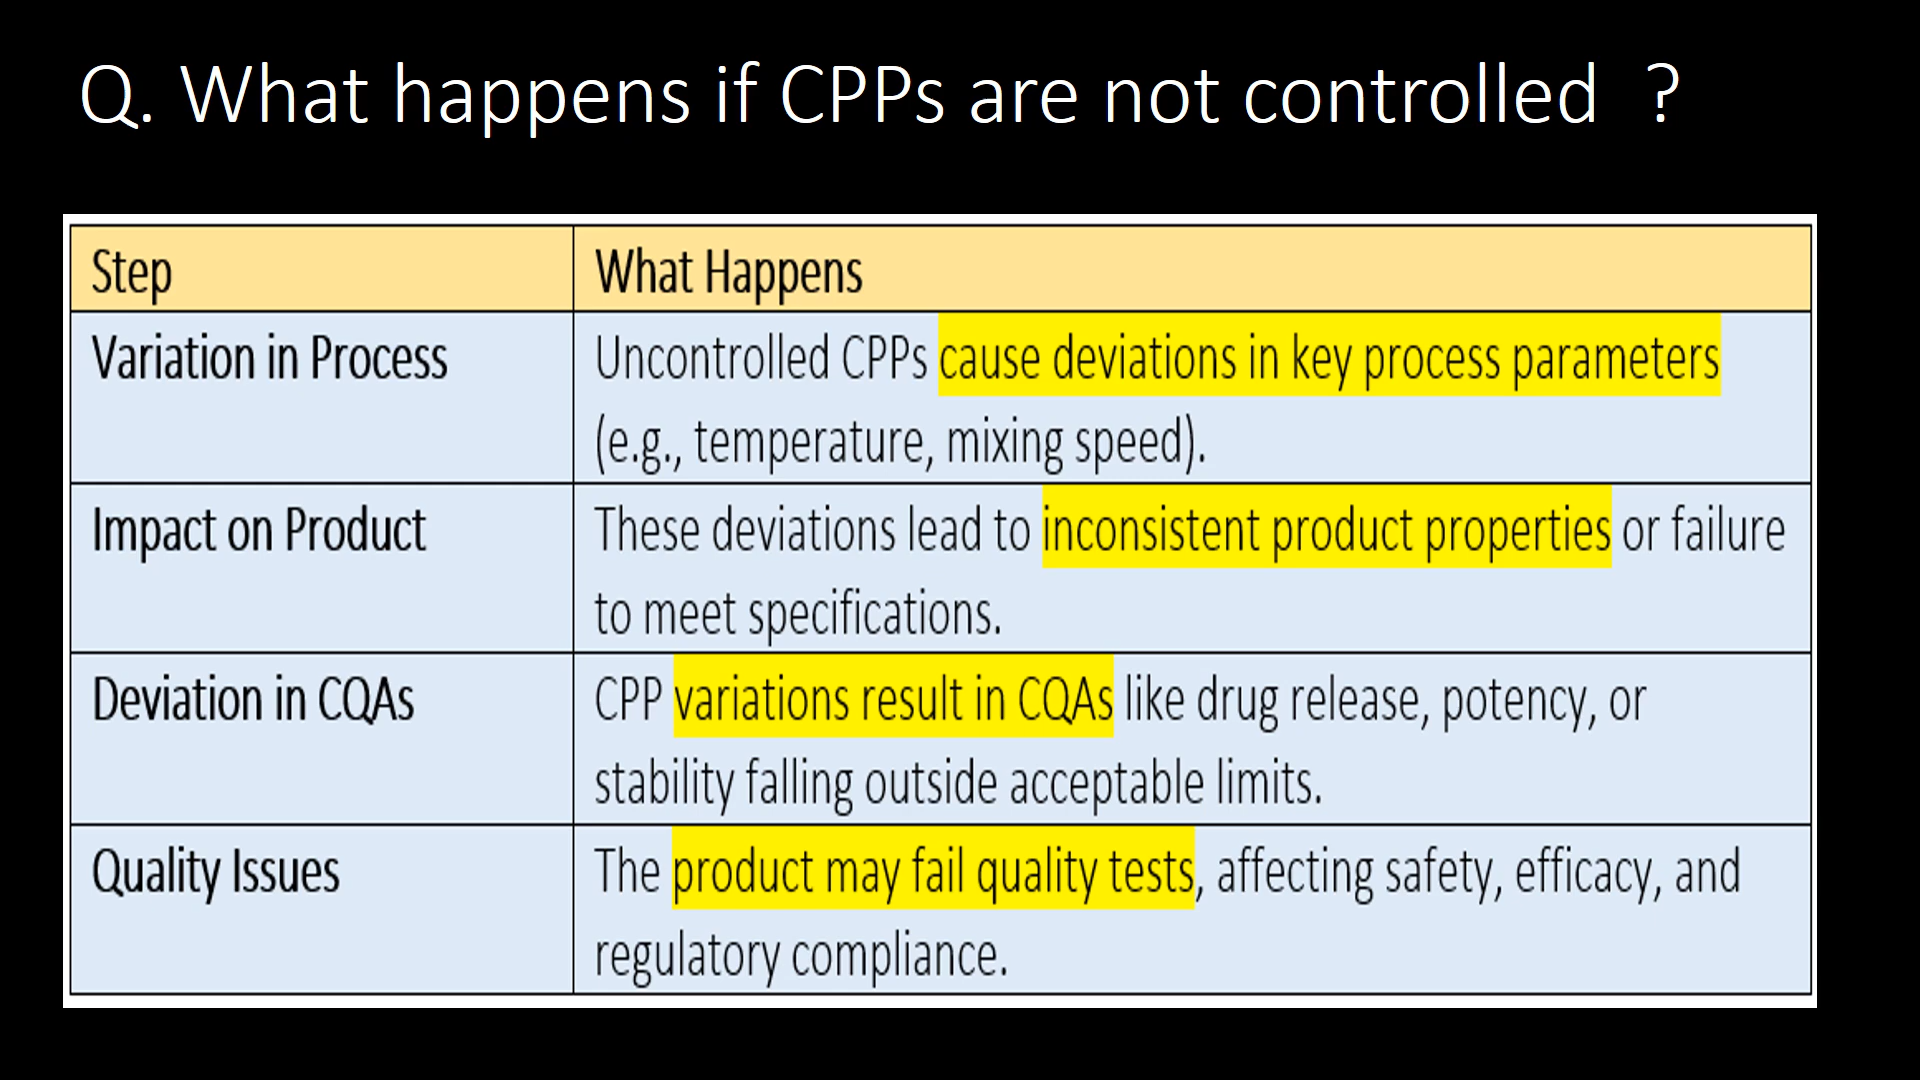 Q. What happens if CPPs are not controlled ?
Step
What Happens
Variation in Process
Uncontrolled CPPs cause deviations in key process parameters
(e.g., temperature, mixing speed).
Impact on Product
These deviations lead to inconsistent product properties or failure
to meet specifications.
Deviation in CQAs
CPP variations result in CQAs like drug release, potency, or
stability falling outside acceptable limits.
Quality Issues
The product may fail quality tests, affecting safety, efficacy, and
regulatory compliance.